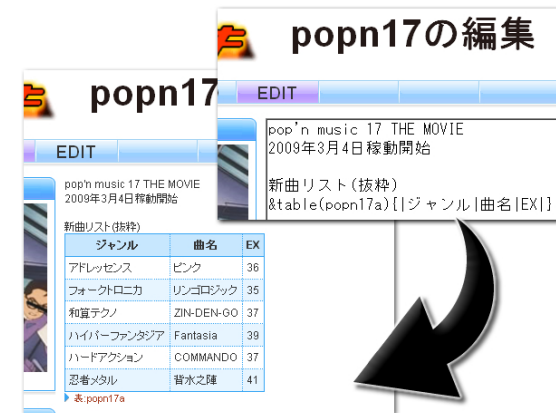 popn17の編集
EDIT
pop'n music 17 THE MOVIE
2009年3月4日稼動開始
新曲リスト(抜粋)
&table(popn17a){|ジャンル|曲名|EX|}
popn17
EDIT
pop'n music 17 THE MOVIE
2009年3月4日稼動開始
新曲リスト(抜粋)
ジャンル 曲名 EX
アドレッセンス ピンク 36
フォークトロニカ リンゴロジック 35
和算テクノ ZIN-DEN-GO 37
ハイパーファンタジア Fantasia 39
ハードアクション COMMANDO 37
忍者メタル 背水之陣 41
表:popn17a